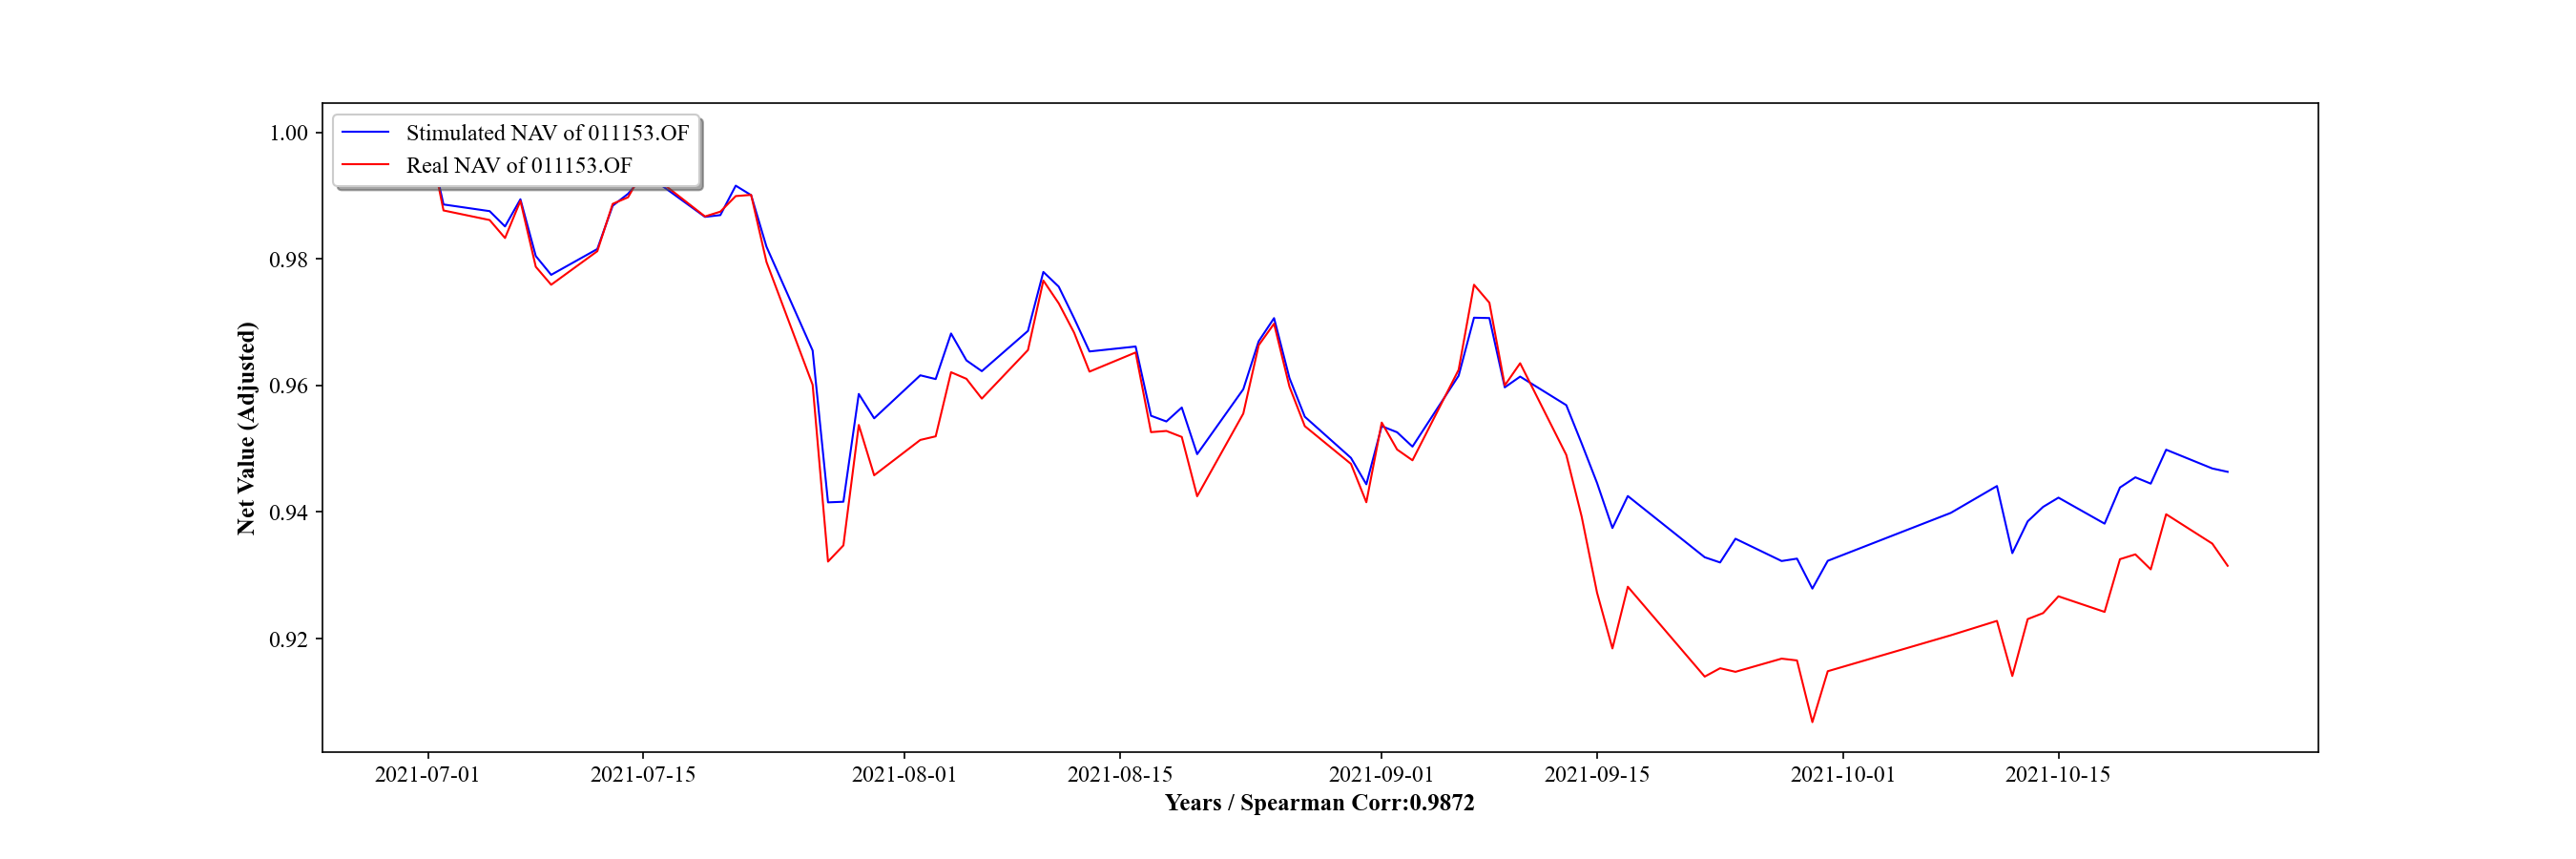 Stimulated NAV of 011153.OF
Real NAV of 011153.OF
1.00
0.98
0.96
0.94
0.92
Net Value (Adjusted)
2021-07-01 2021-07-15 2021-08-01 2021-08-15 2021-09-01 2021-09-15 2021-10-01 2021-10-15
Years / Spearman Corr:0.9872